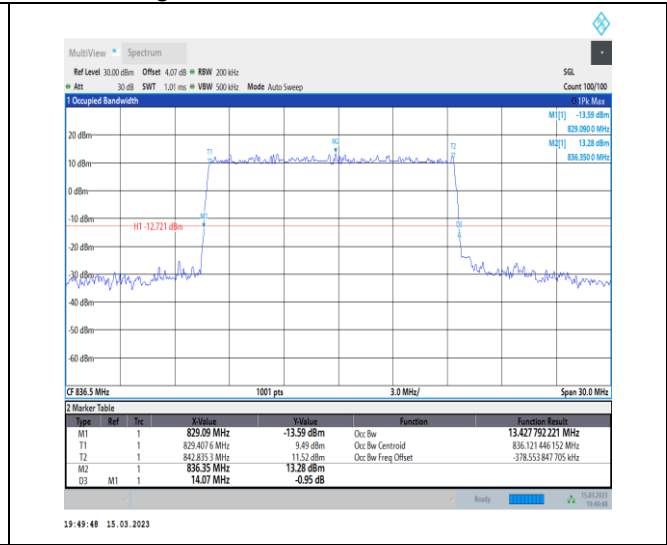 MultiView Spectrum
Ref Level 30.00 dBm Offset 4.07 dB RBW 200 kHz SGL
Att 30 dB SWT 1.01 ms VBW 500 kHz Mode Auto Sweep Count 100/100
1 Occupied Bandwidth 1Pk Max
M1[1] -13.59 dBm
829.090 0 MHz
20 dBm
M2
M2[1] 13.28 dBm
T1
T2
836.350 0 MHz
10 dBm
0 dBm
M1
-10 dBm
H1 -12.721 dBm
D3
-20 dBm
-30 dBm
-40 dBm
-50 dBm
-60 dBm
CF 836.5 MHz 1001 pts 3.0 MHz/ Span 30.0 MHz
2 Marker Table
Type Ref Trc X-Value Y-Value Function Function Result
M1 1 829.09 MHz -13.59 dBm Occ Bw 13.427 792 221 MHz
T1 1 829.407 6 MHz 9.49 dBm Occ Bw Centroid 836.121 446 152 MHz
T2 1 842.835 3 MHz 11.52 dBm Occ Bw Freq Offset -378.553 847 705 kHz
M2 1 836.35 MHz 13.28 dBm
D3 M1 1 14.07 MHz -0.95 dB
Ready 15.03.2023
19:49:48
19:49:48 15.03.2023